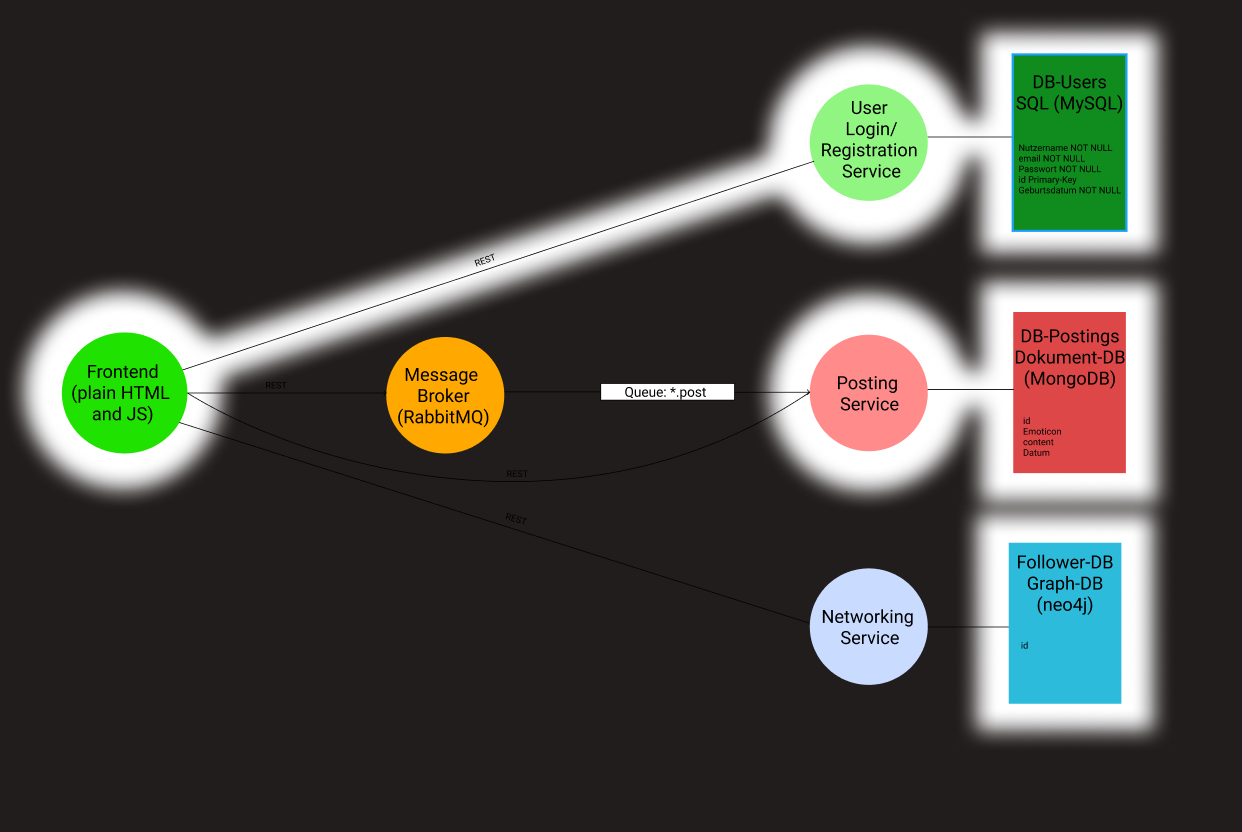 User
Login/
Registration
Service
DB-Users
SQL (MySQL)
Nutzername NOT NULL
email NOT NULL
Passwort NOT NULL
id Primary-Key
Geburtsdatum NOT NULL
REST
Frontend
(plain HTML
and JS)
REST
Message
Broker
(RabbitMQ)
Queue: *.post
Posting
Service
DB-Postings
Dokument-DB
(MongoDB)
id
Emoticon
content
Datum
REST
REST
Networking
Service
Follower-DB
Graph-DB
(neo4j)
id